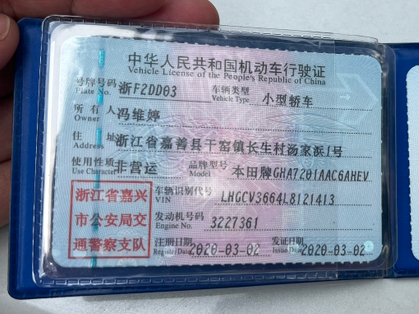 中华人民共和国机动车行驶证
Vehicle License of the People's Republic of China
号牌号码 浙F2DD03 车辆类型 小型轿车
Plate No. Vehicle Type
所有人 冯维婷
Owner
住址 浙江省嘉善县干窑镇长生村汤家浜1号
Address
使用性质 非营运 品牌型号 本田牌GHA7201AAC6AHEV
Use Character Model
浙江省嘉兴
市公安局交
通警察支队
车辆识别代号 LHGCV3664L8121413
VIN
发动机号码 3227361
Engine No.
注册日期 2020-03-02 发证日期 2020-03-02
Register Date Issue Date